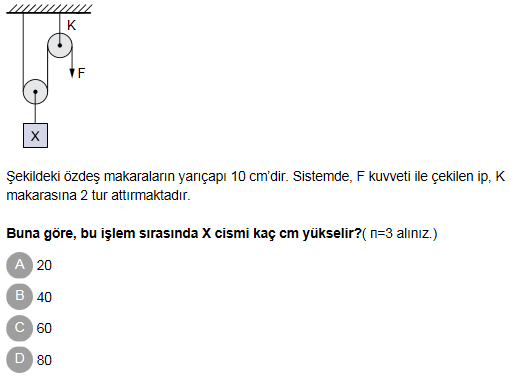 K
F
X
Şekildeki özdeş makaraların yarıçapı 10 cm'dir. Sistemde, F kuvveti ile çekilen ip, K
makarasına 2 tur attırmaktadır.
Buna göre, bu işlem sırasında X cismi kaç cm yükselir?( п=3 alınız.)
A 20
B 40
C 60
D 80